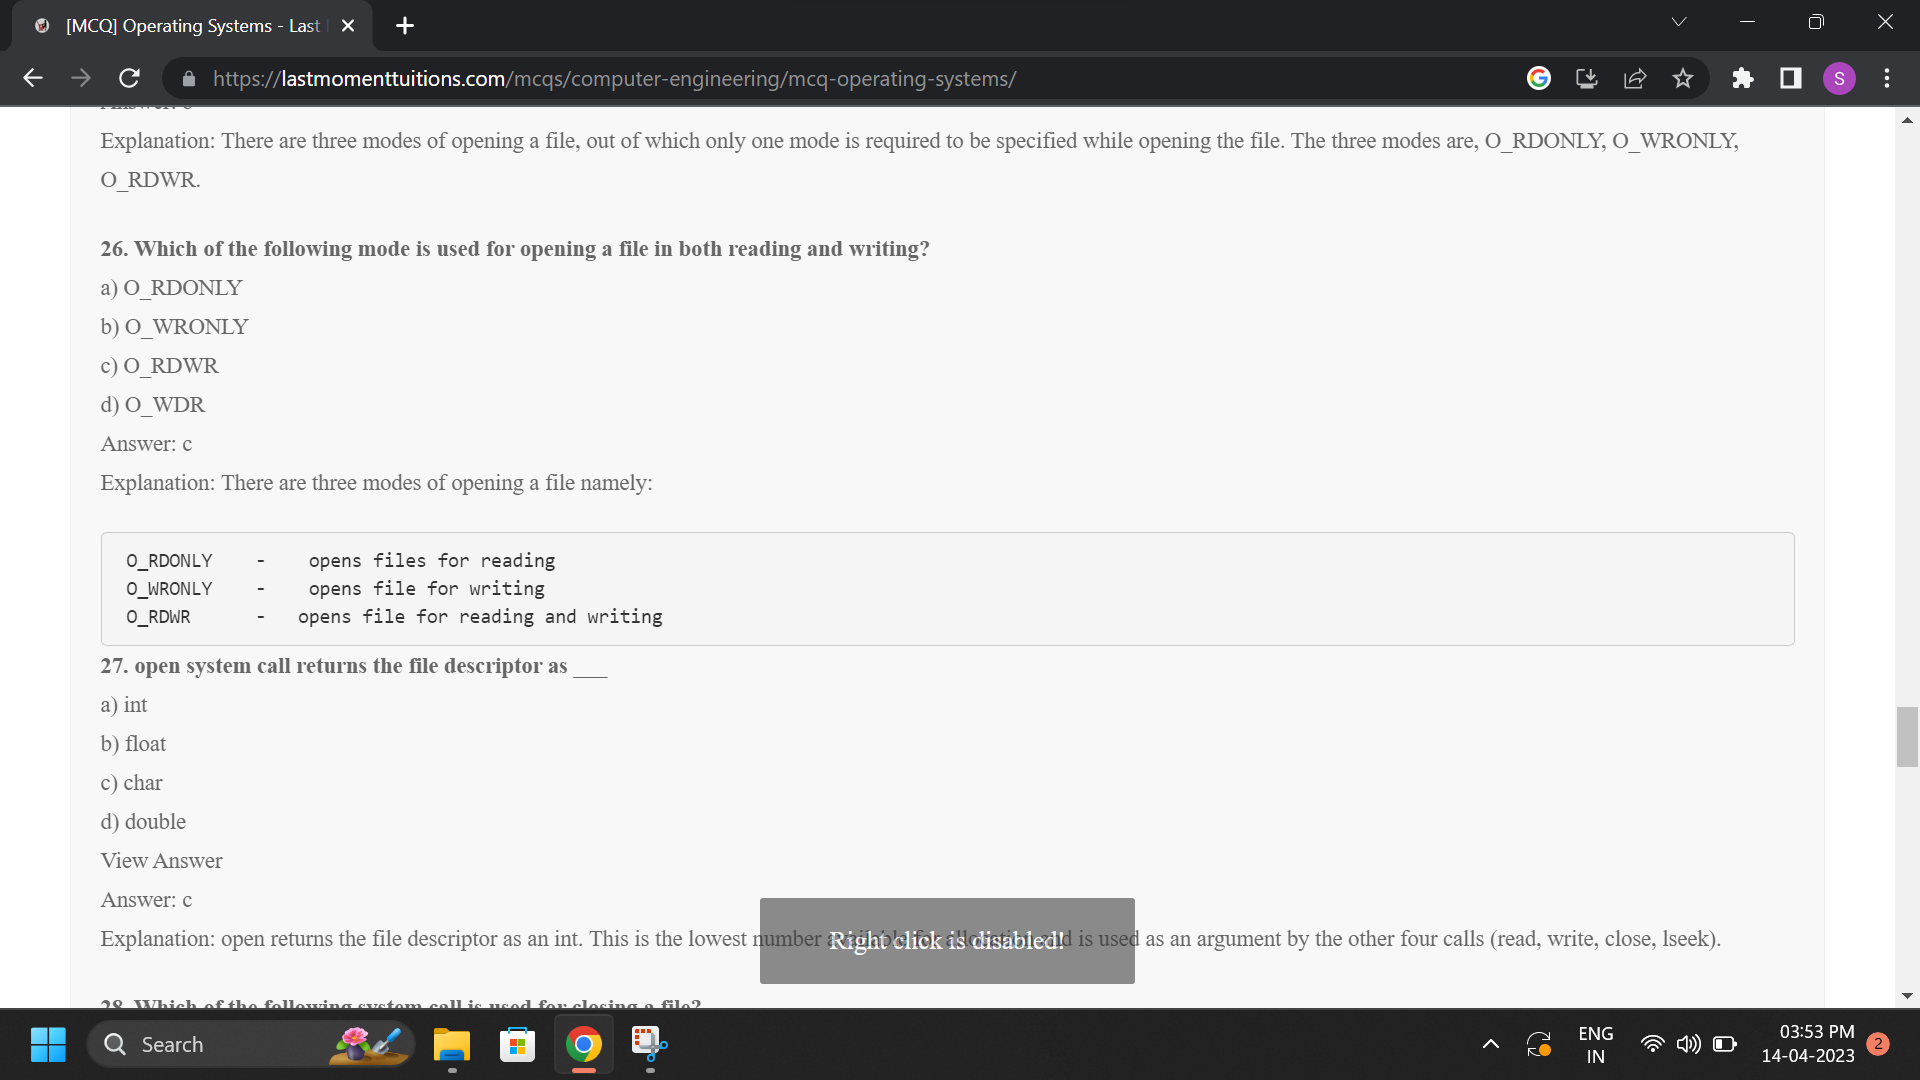 [MCQ] Operating Systems - Last
https://lastmomenttuitions.com/mcqs/computer-engineering/mcq-operating-systems/
S
Explanation: There are three modes of opening a file, out of which only one mode is required to be specified while opening the file. The three modes are, O_RDONLY, O_WRONLY,
O_RDWR.
26. Which of the following mode is used for opening a file in both reading and writing?
a) O_RDONLY
b) O_WRONLY
c) O_RDWR
d) O_WDR
Answer: c
Explanation: There are three modes of opening a file namely:
O_RDONLY - opens files for reading
O_WRONLY - opens file for writing
O_RDWR - opens file for reading and writing
27. open system call returns the file descriptor as ___
a) int
b) float
c) char
d) double
View Answer
Answer: c
Explanation: open returns the file descriptor as an int. This is the lowest number is used as an argument by the other four calls (read, write, close, lseek).
Right click is disabled!
28. Which of the following system call is used for closing a file?
Search
ENG
IN
03:53 PM
14-04-2023
2